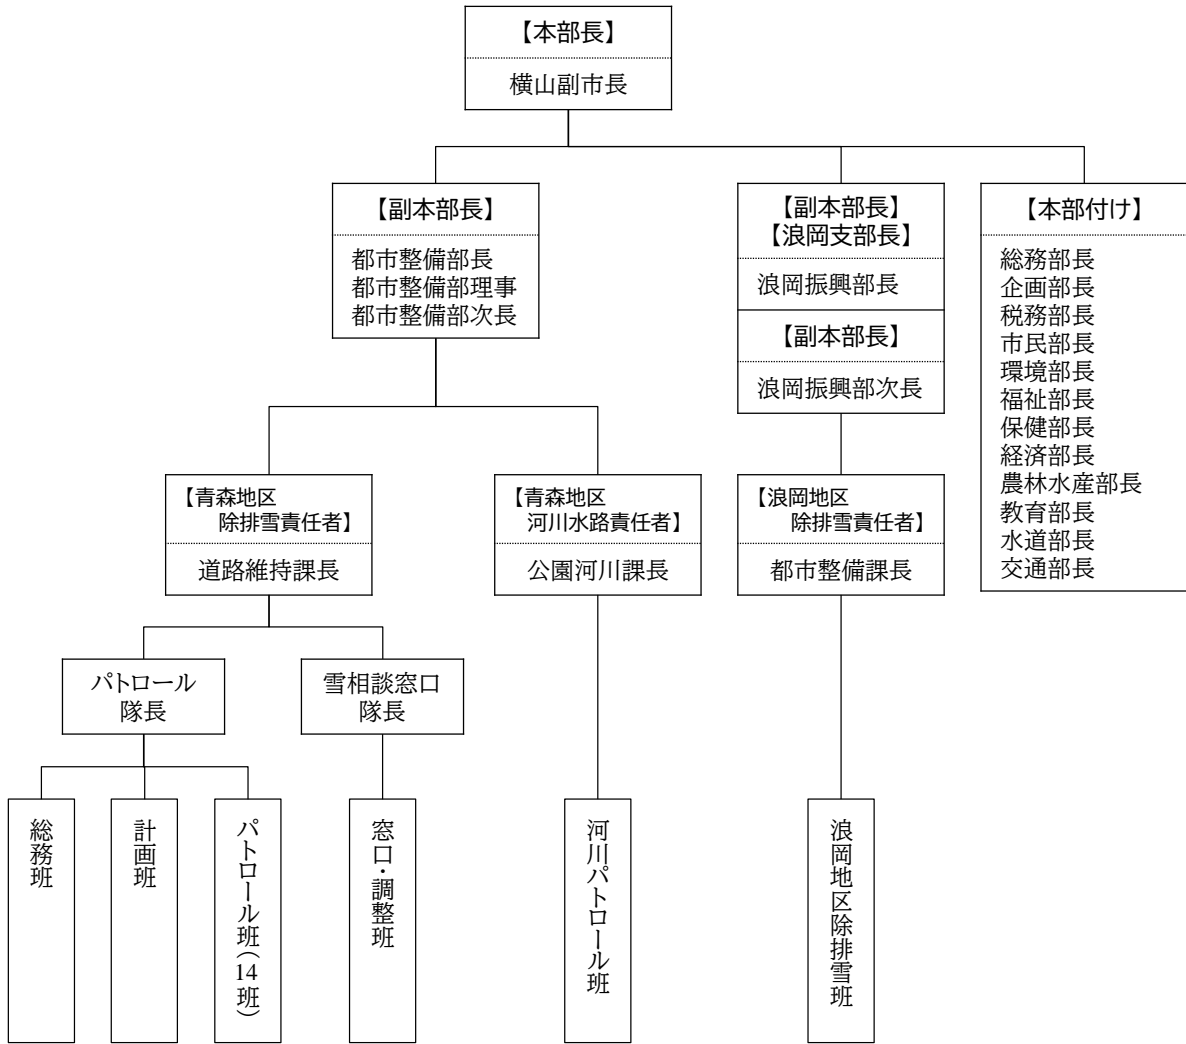 【本部長】
横山副市長
【副本部長】
都市整備部長
都市整備部理事
都市整備部次長
【副本部長】
【浪岡支部長】
浪岡振興部長
【副本部長】
浪岡振興部次長
【本部付け】
総務部長
企画部長
税務部長
市民部長
環境部長
福祉部長
保健部長
経済部長
農林水産部長
教育部長
水道部長
交通部長
【青森地区
除排雪責任者】
道路維持課長
【青森地区
河川水路責任者】
公園河川課長
【浪岡地区
除排雪責任者】
都市整備課長
パトロール
隊長
雪相談窓口
隊長
総務班
計画班
パトロール班(14班)
窓口・調整班
河川パトロール班
浪岡地区除排雪班